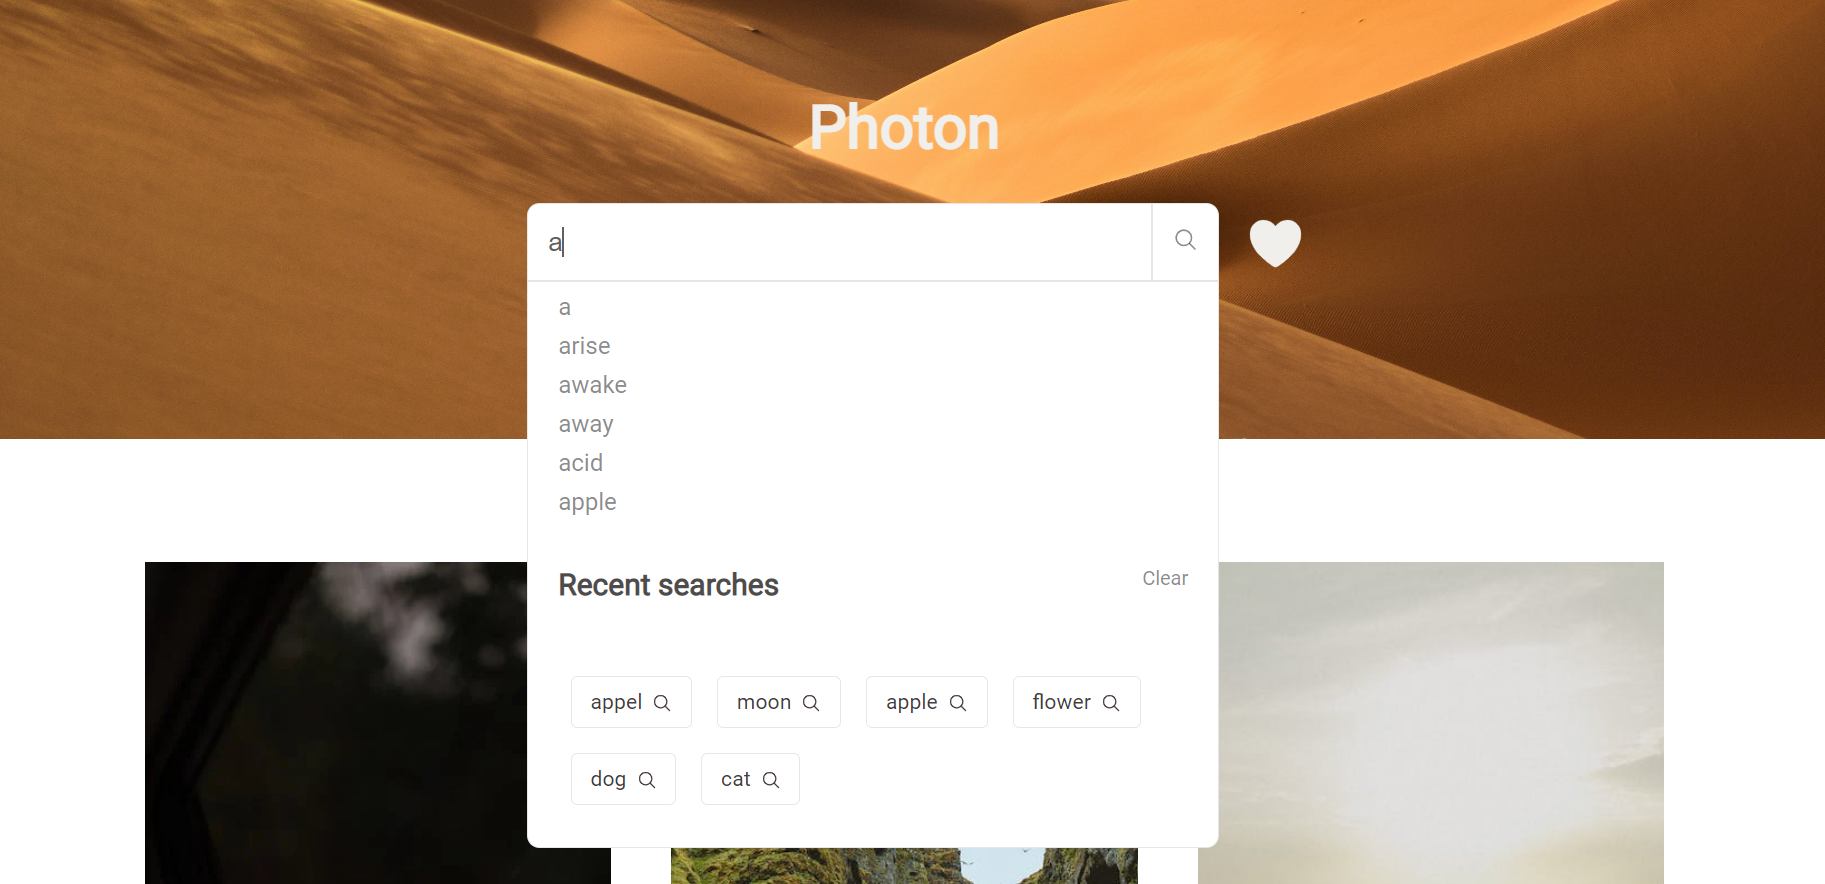 Photon
a
a
arise
awake
away
acid
apple
Recent searches
Clear
appel
moon
apple
flower
dog
cat